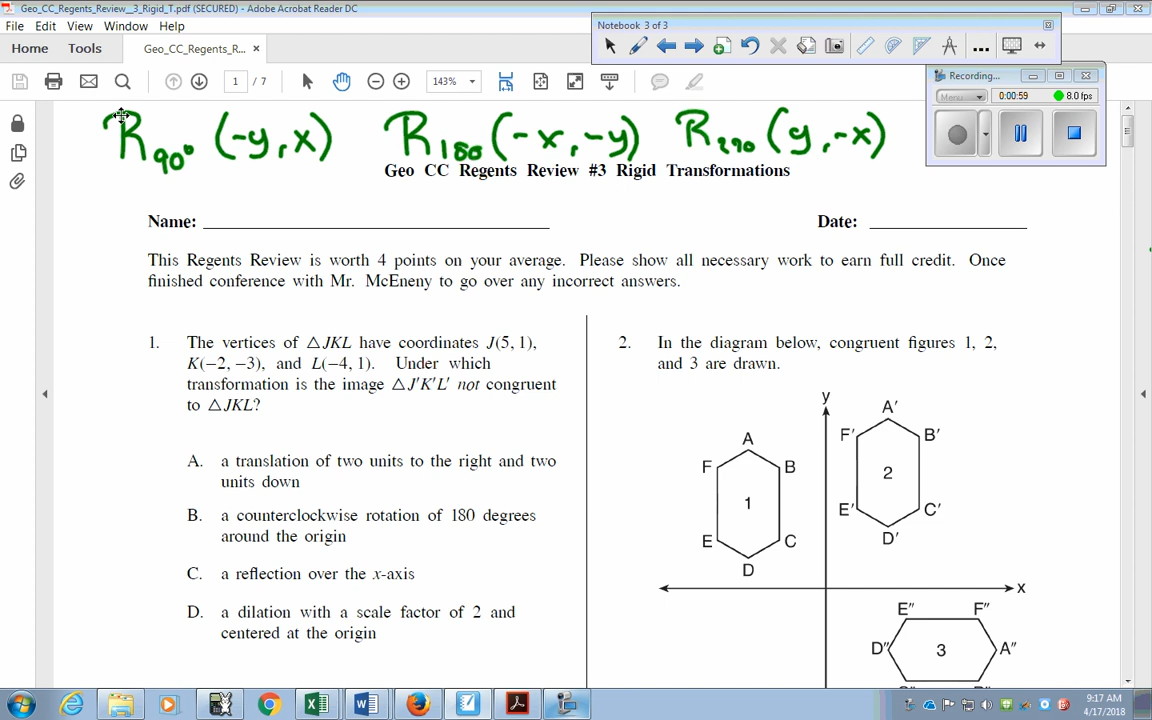 Geo_CC_Regents_Review__3_Rigid_T.pdf (SECURED) - Adobe Acrobat Reader DC
File Edit View Window Help
Notebook 3 of 3
Home Tools Geo_CC_Regents_R... ×
1 / 7 143%
Recording...
Menu 0:00:59 8.0 fps
R90° (-y, x) R180 (-x, -y) R270 (y, -x)
Geo CC Regents Review #3 Rigid Transformations
Name: Date:
This Regents Review is worth 4 points on your average. Please show all necessary work to earn full credit. Once
finished conference with Mr. McEneny to go over any incorrect answers.
1. The vertices of △JKL have coordinates J(5, 1),
K(−2, −3), and L(−4, 1). Under which
transformation is the image △J′K′L′ not congruent
to △JKL?
A. a translation of two units to the right and two
units down
B. a counterclockwise rotation of 180 degrees
around the origin
C. a reflection over the x-axis
D. a dilation with a scale factor of 2 and
centered at the origin
2. In the diagram below, congruent figures 1, 2,
and 3 are drawn.
y
A′
F′ B′
A
F B
2
1
E′ C′
D′
E C
D
x
E″ F″
D″ 3 A″
9:17 AM
4/17/2018